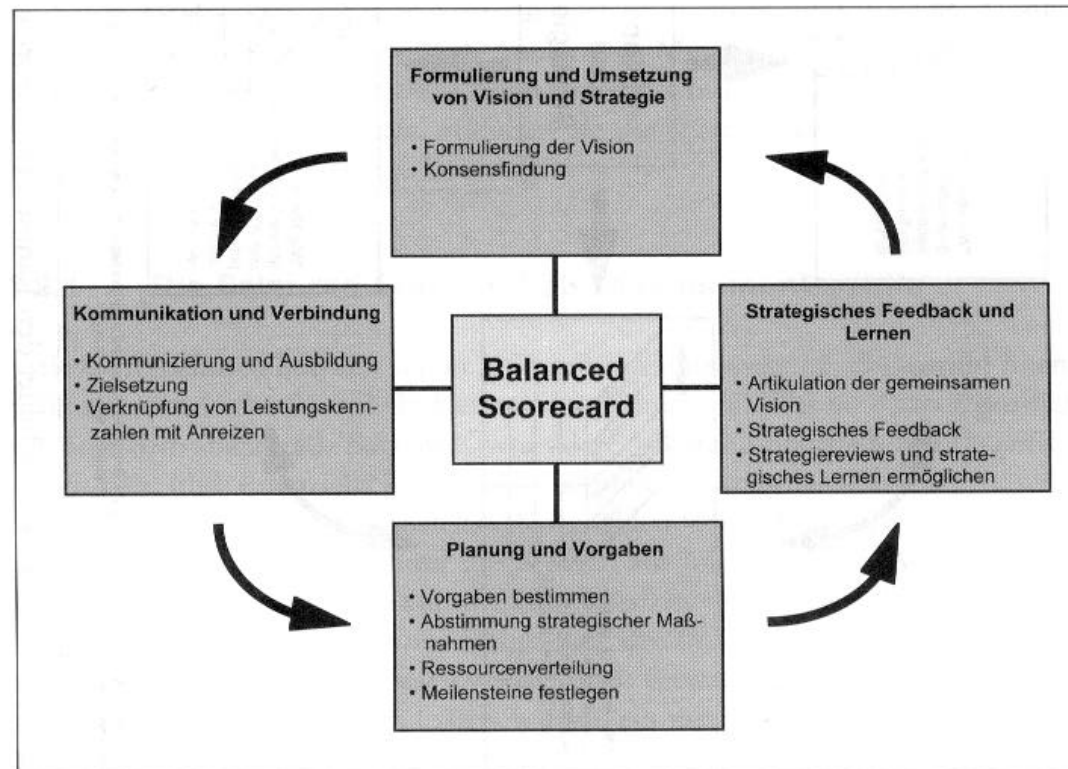 Formulierung und Umsetzung
von Vision und Strategie
• Formulierung der Vision
• Konsensfindung
Kommunikation und Verbindung
• Kommunizierung und Ausbildung
• Zielsetzung
• Verknüpfung von Leistungskenn-
zahlen mit Anreizen
Balanced
Scorecard
Strategisches Feedback und
Lernen
• Artikulation der gemeinsamen
Vision
• Strategisches Feedback
• Strategiereviews und strate-
gisches Lernen ermöglichen
Planung und Vorgaben
• Vorgaben bestimmen
• Abstimmung strategischer Maß-
nahmen
• Ressourcenverteilung
• Meilensteine festlegen